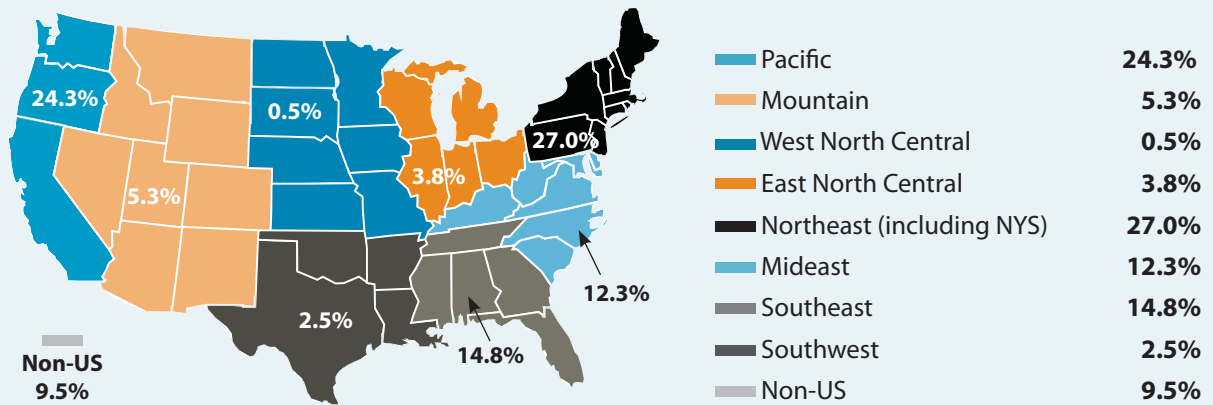 24.3%
0.5%
27.0%
3.8%
5.3%
12.3%
2.5%
14.8%
Non-US
9.5%
Pacific 24.3%
Mountain 5.3%
West North Central 0.5%
East North Central 3.8%
Northeast (including NYS) 27.0%
Mideast 12.3%
Southeast 14.8%
Southwest 2.5%
Non-US 9.5%